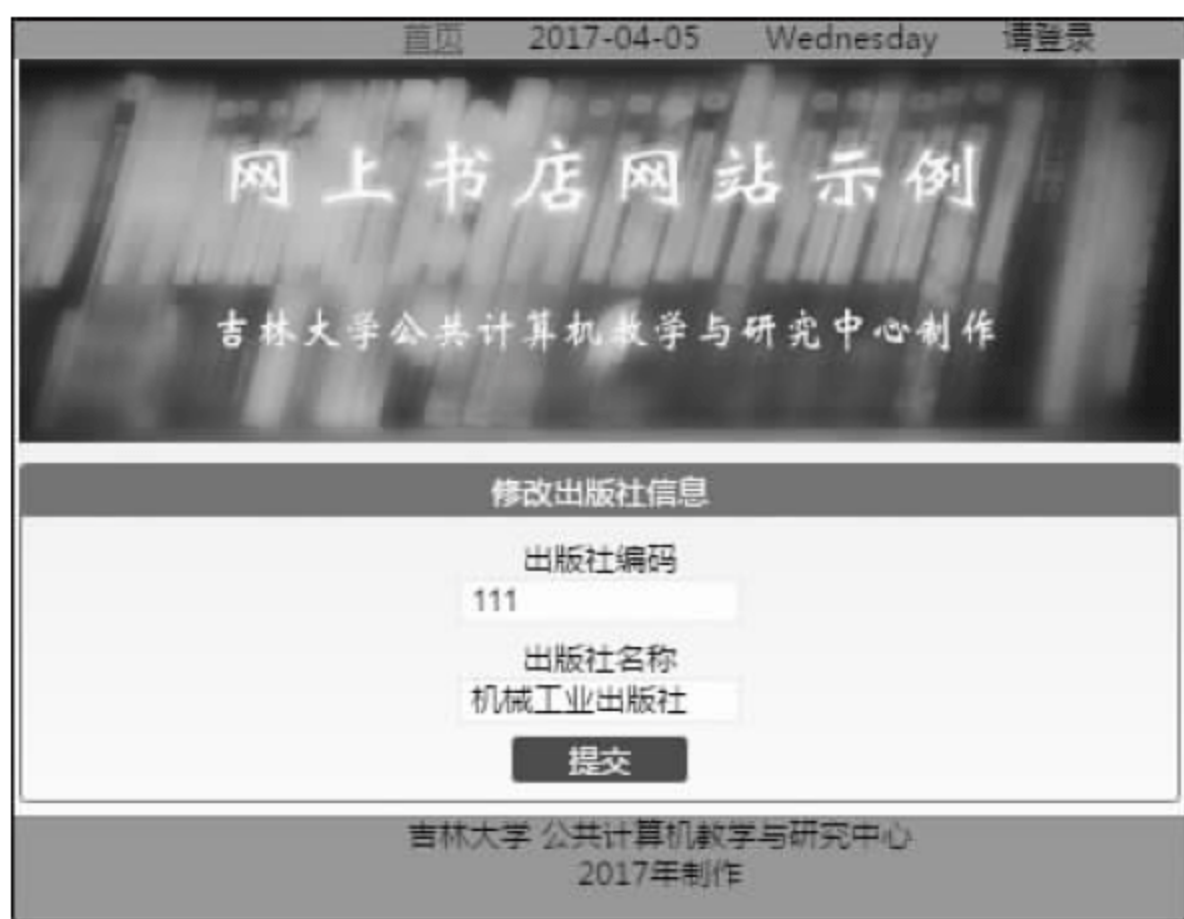 首页 2017-04-05 Wednesday 请登录
网上书店网站示例
吉林大学公共计算机教学与研究中心制作
修改出版社信息
出版社编码
111
出版社名称
机械工业出版社
提交
吉林大学 公共计算机教学与研究中心
2017年制作